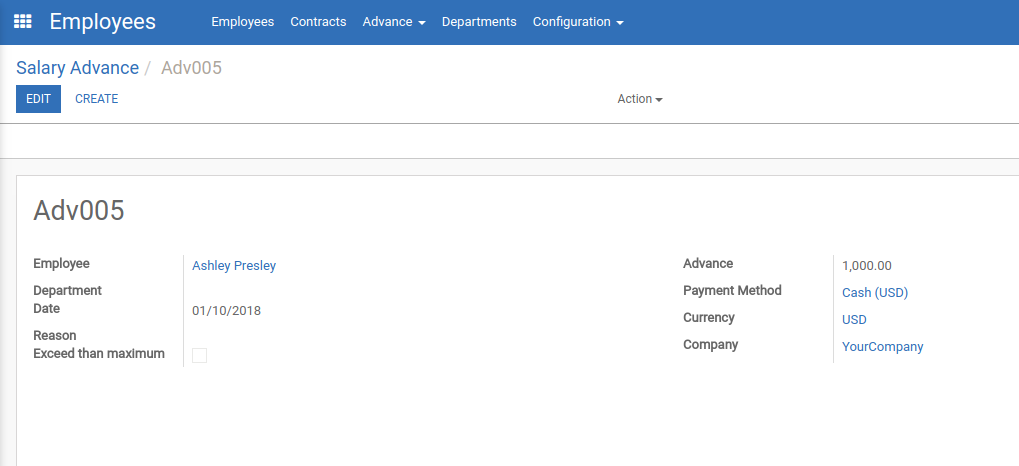 Employees Employees Contracts Advance Departments Configuration
Salary Advance / Adv005
EDIT CREATE Action
Adv005
Employee Ashley Presley
Department
Date 01/10/2018
Reason
Exceed than maximum
Advance 1,000.00
Payment Method Cash (USD)
Currency USD
Company YourCompany